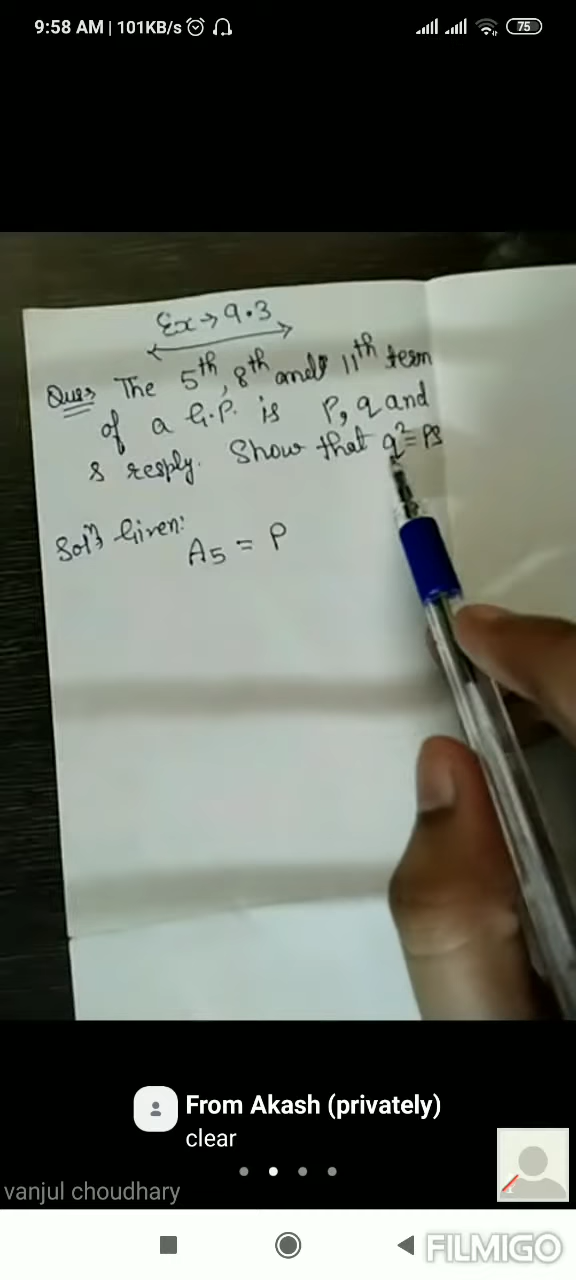 9:58 AM | 101KB/s
75
Ex → 9.3
Ques The 5th, 8th and 11th term
of a G.P. is P, q and
s resply. Show that q² = ps
Soln Given:
A5 = P
From Akash (privately)
clear
vanjul choudhary
FILMIGO